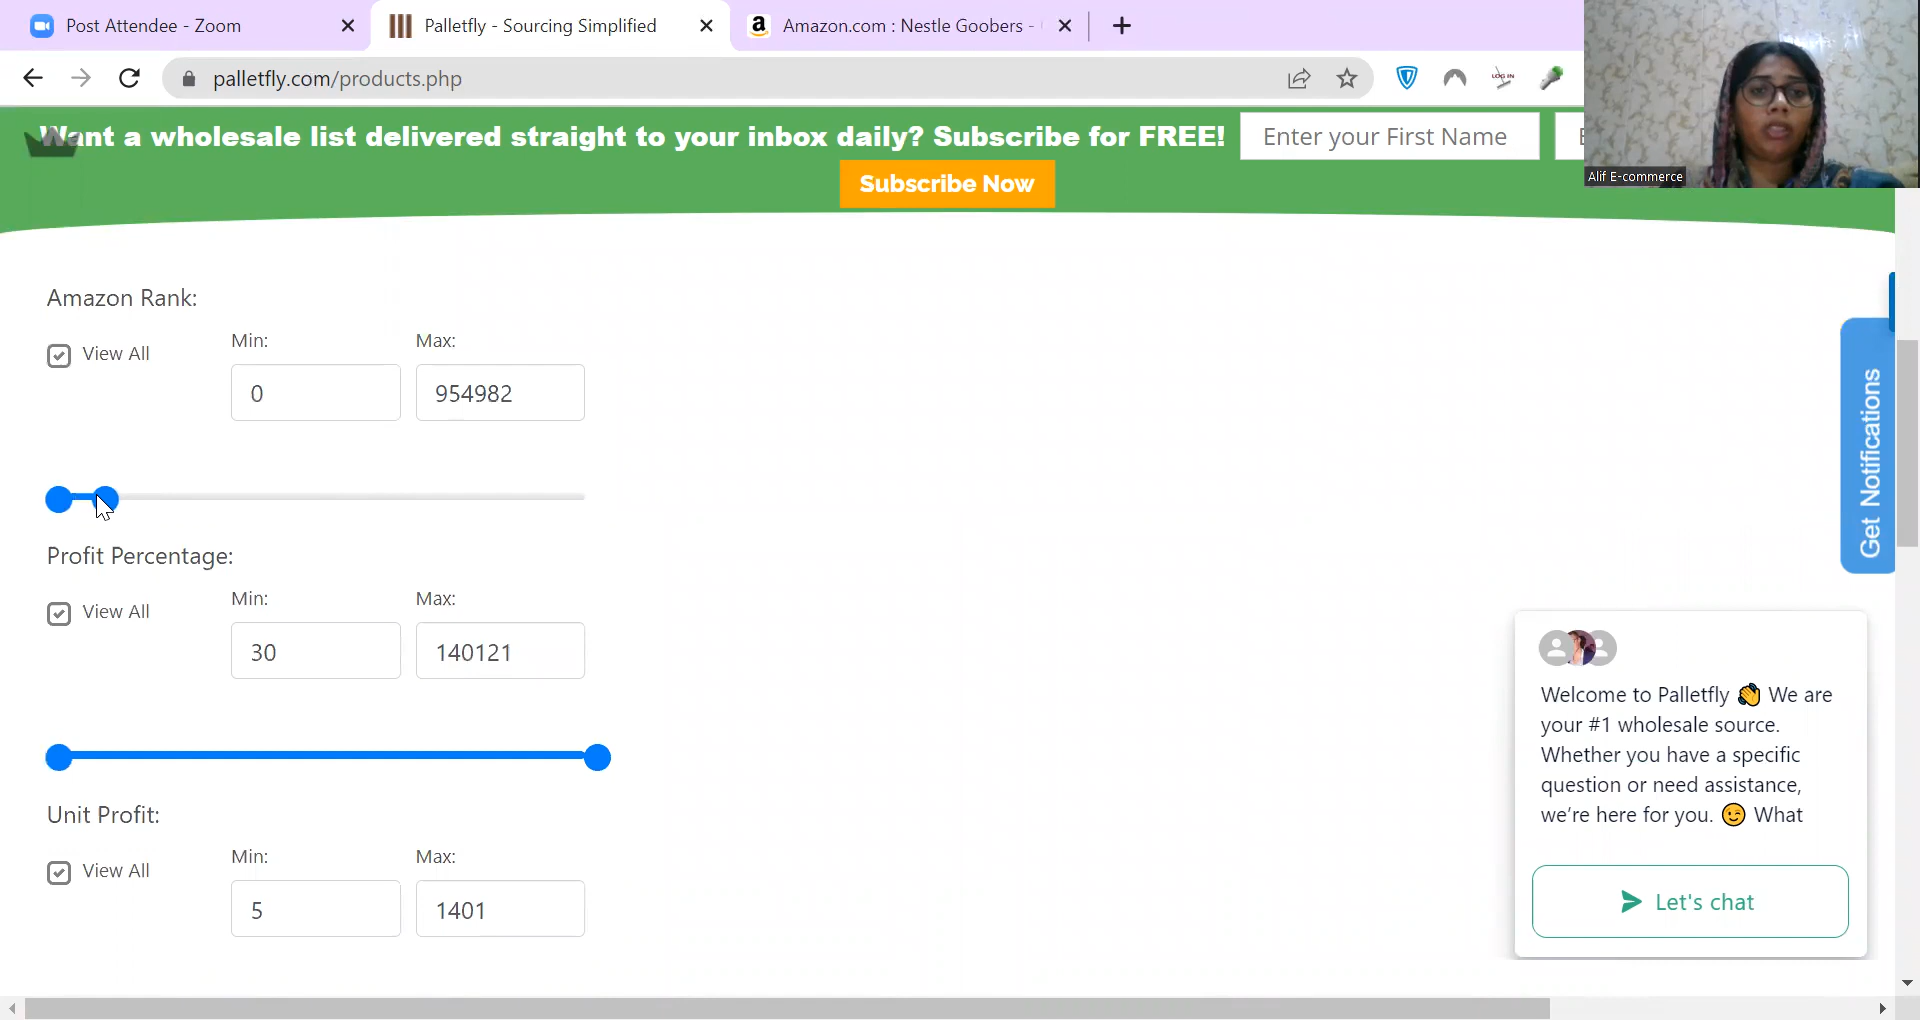 Post Attendee - Zoom
Palletfly - Sourcing Simplified
Amazon.com : Nestle Goobers -
palletfly.com/products.php
LOG IN
Want a wholesale list delivered straight to your inbox daily? Subscribe for FREE!
Enter your First Name
Subscribe Now
Alif E-commerce
Amazon Rank:
View All
Min:
Max:
0
954982
Profit Percentage:
View All
Min:
Max:
30
140121
Unit Profit:
View All
Min:
Max:
5
1401
Get Notifications
Welcome to Palletfly 👋 We are
your #1 wholesale source.
Whether you have a specific
question or need assistance,
we're here for you. 😉 What
Let's chat